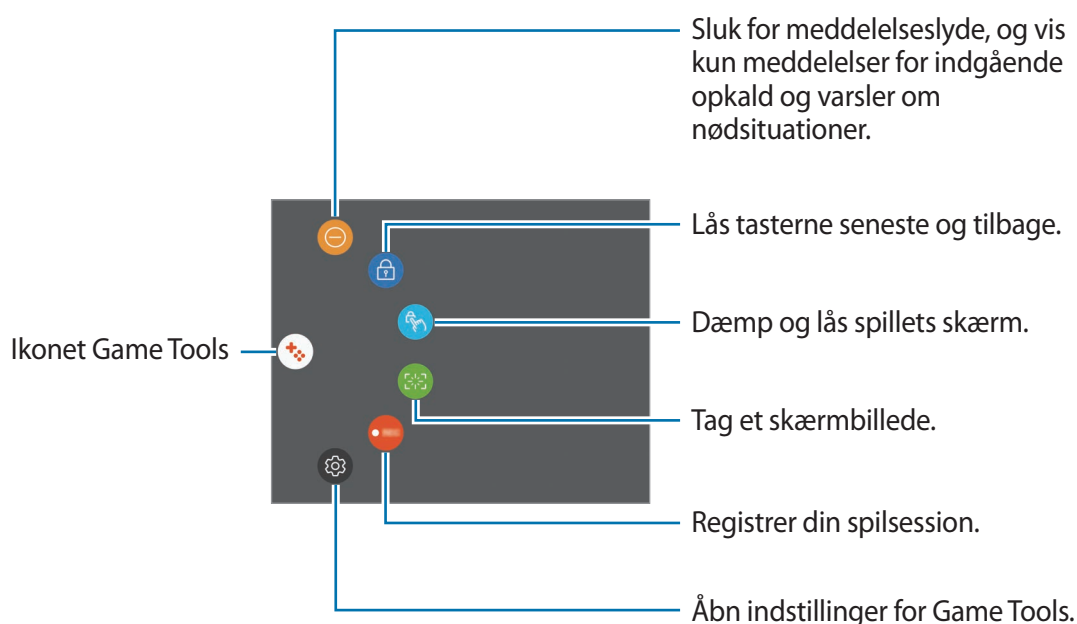 Sluk for meddelelseslyde, og vis
kun meddelelser for indgående
opkald og varsler om
nødsituationer.
Lås tasterne seneste og tilbage.
Dæmp og lås spillets skærm.
Ikonet Game Tools
Tag et skærmbillede.
Registrer din spilsession.
Åbn indstillinger for Game Tools.